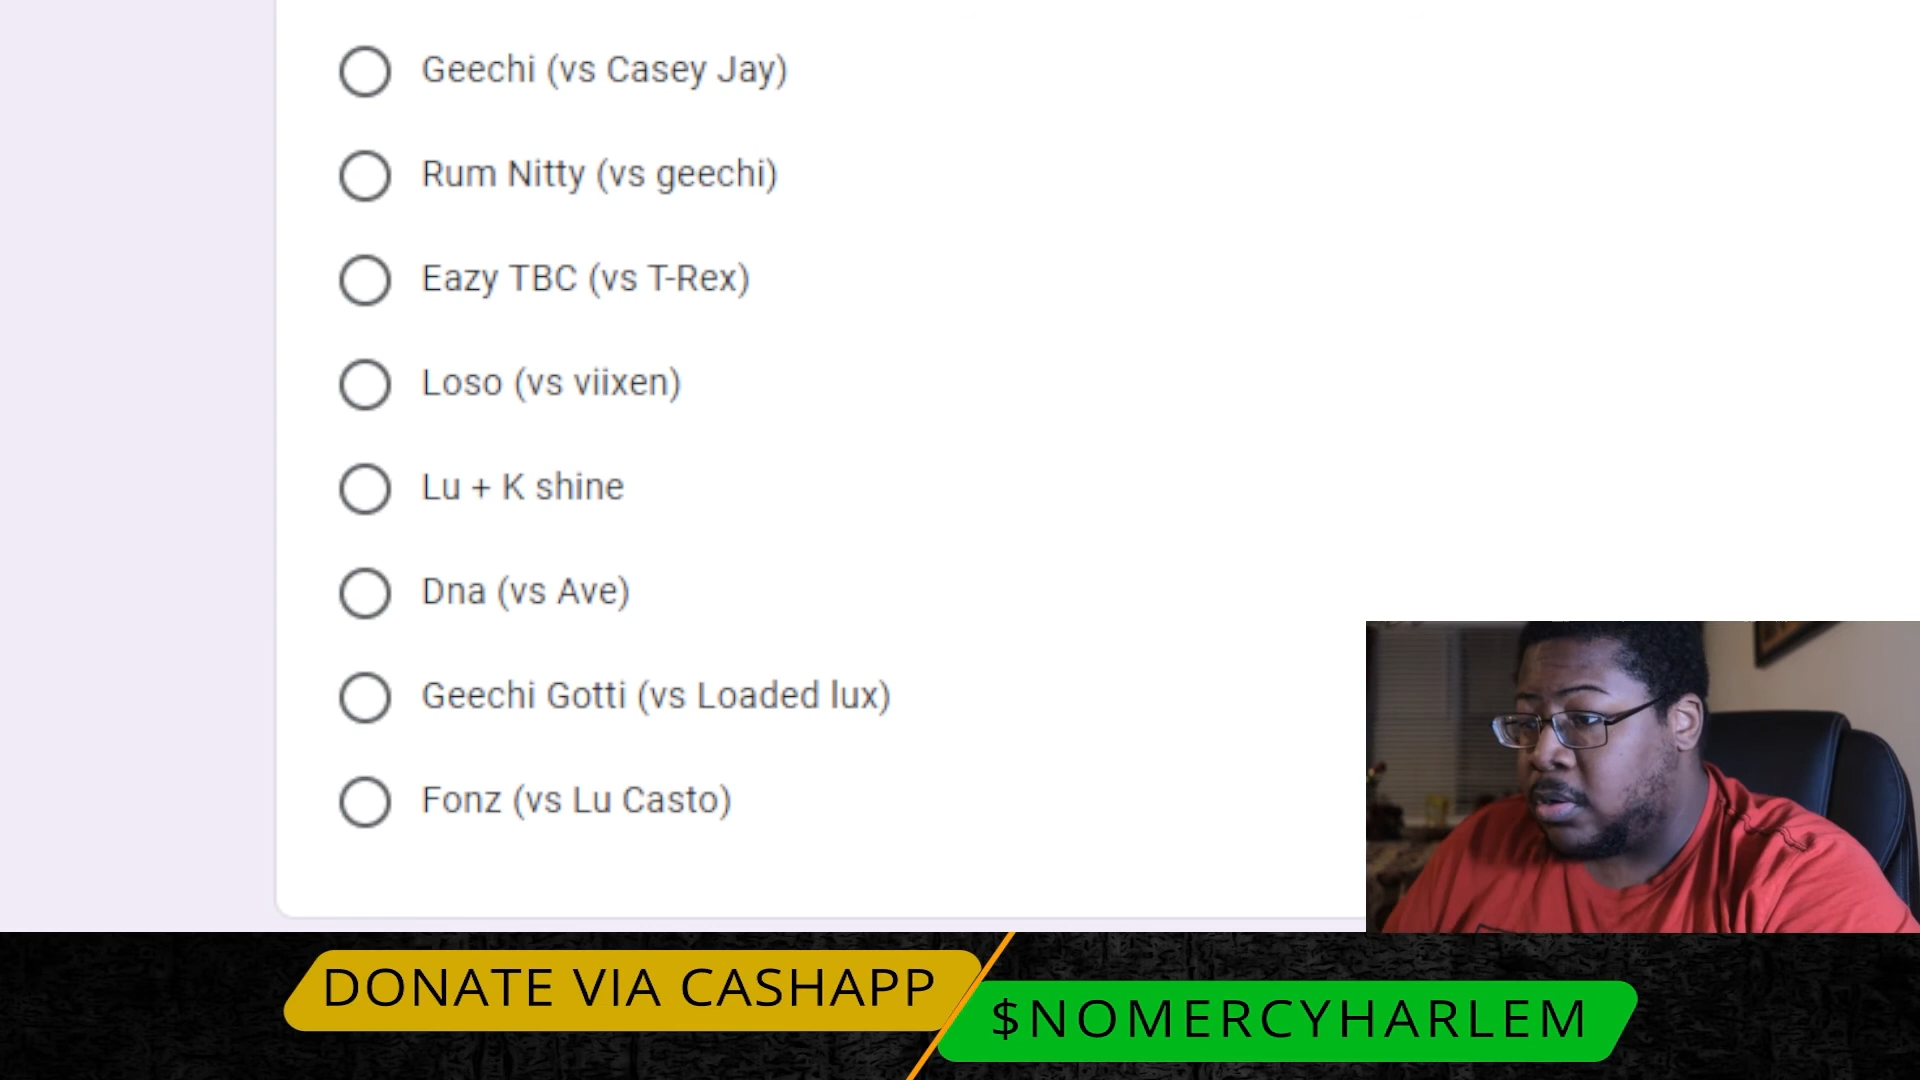 Geechi (vs Casey Jay)
Rum Nitty (vs geechi)
Eazy TBC (vs T-Rex)
Loso (vs viixen)
Lu + K shine
Dna (vs Ave)
Geechi Gotti (vs Loaded lux)
Fonz (vs Lu Casto)
DONATE VIA CASHAPP
$NOMERCYHARLEM